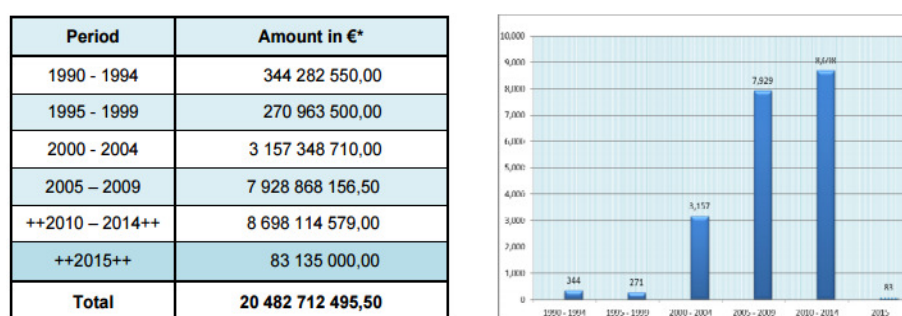 Period Amount in €*
1990 - 1994 344 282 550,00
1995 - 1999 270 963 500,00
2000 - 2004 3 157 348 710,00
2005 – 2009 7 928 868 156,50
++2010 – 2014++ 8 698 114 579,00
++2015++ 83 135 000,00
Total 20 482 712 495,50
10,000
9,000
8,000
7,000
6,000
5,000
4,000
3,000
2,000
1,000
0
344
271
3,157
7,929
8,698
83
1990 - 1994 1995 - 1999 2000 - 2004 2005 - 2009 2010 - 2014 2015